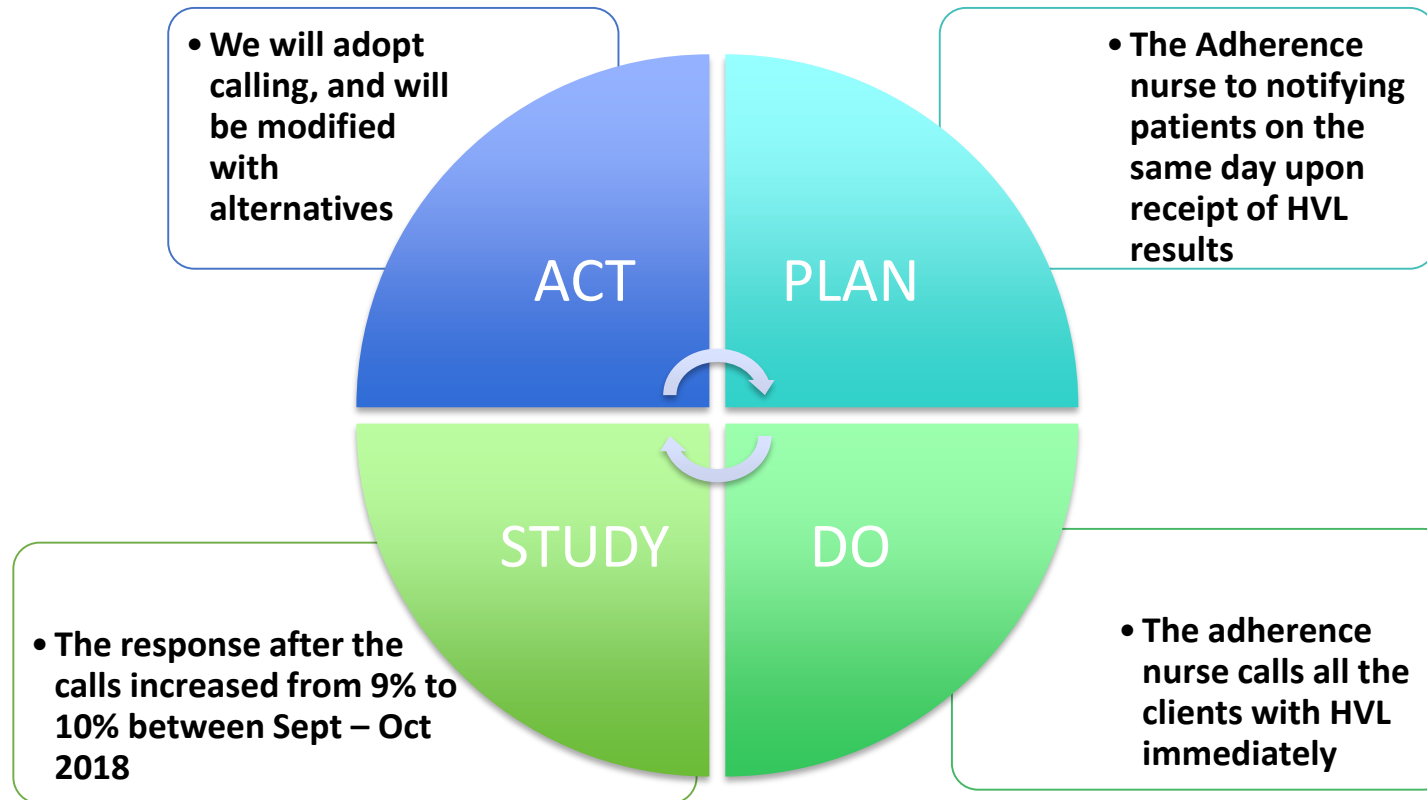 • We will adopt
calling, and will
be modified
with
alternatives
• The Adherence
nurse to notifying
patients on the
same day upon
receipt of HVL
results
ACT
PLAN
STUDY
DO
• The response after the
calls increased from 9% to
10% between Sept – Oct
2018
• The adherence
nurse calls all the
clients with HVL
immediately